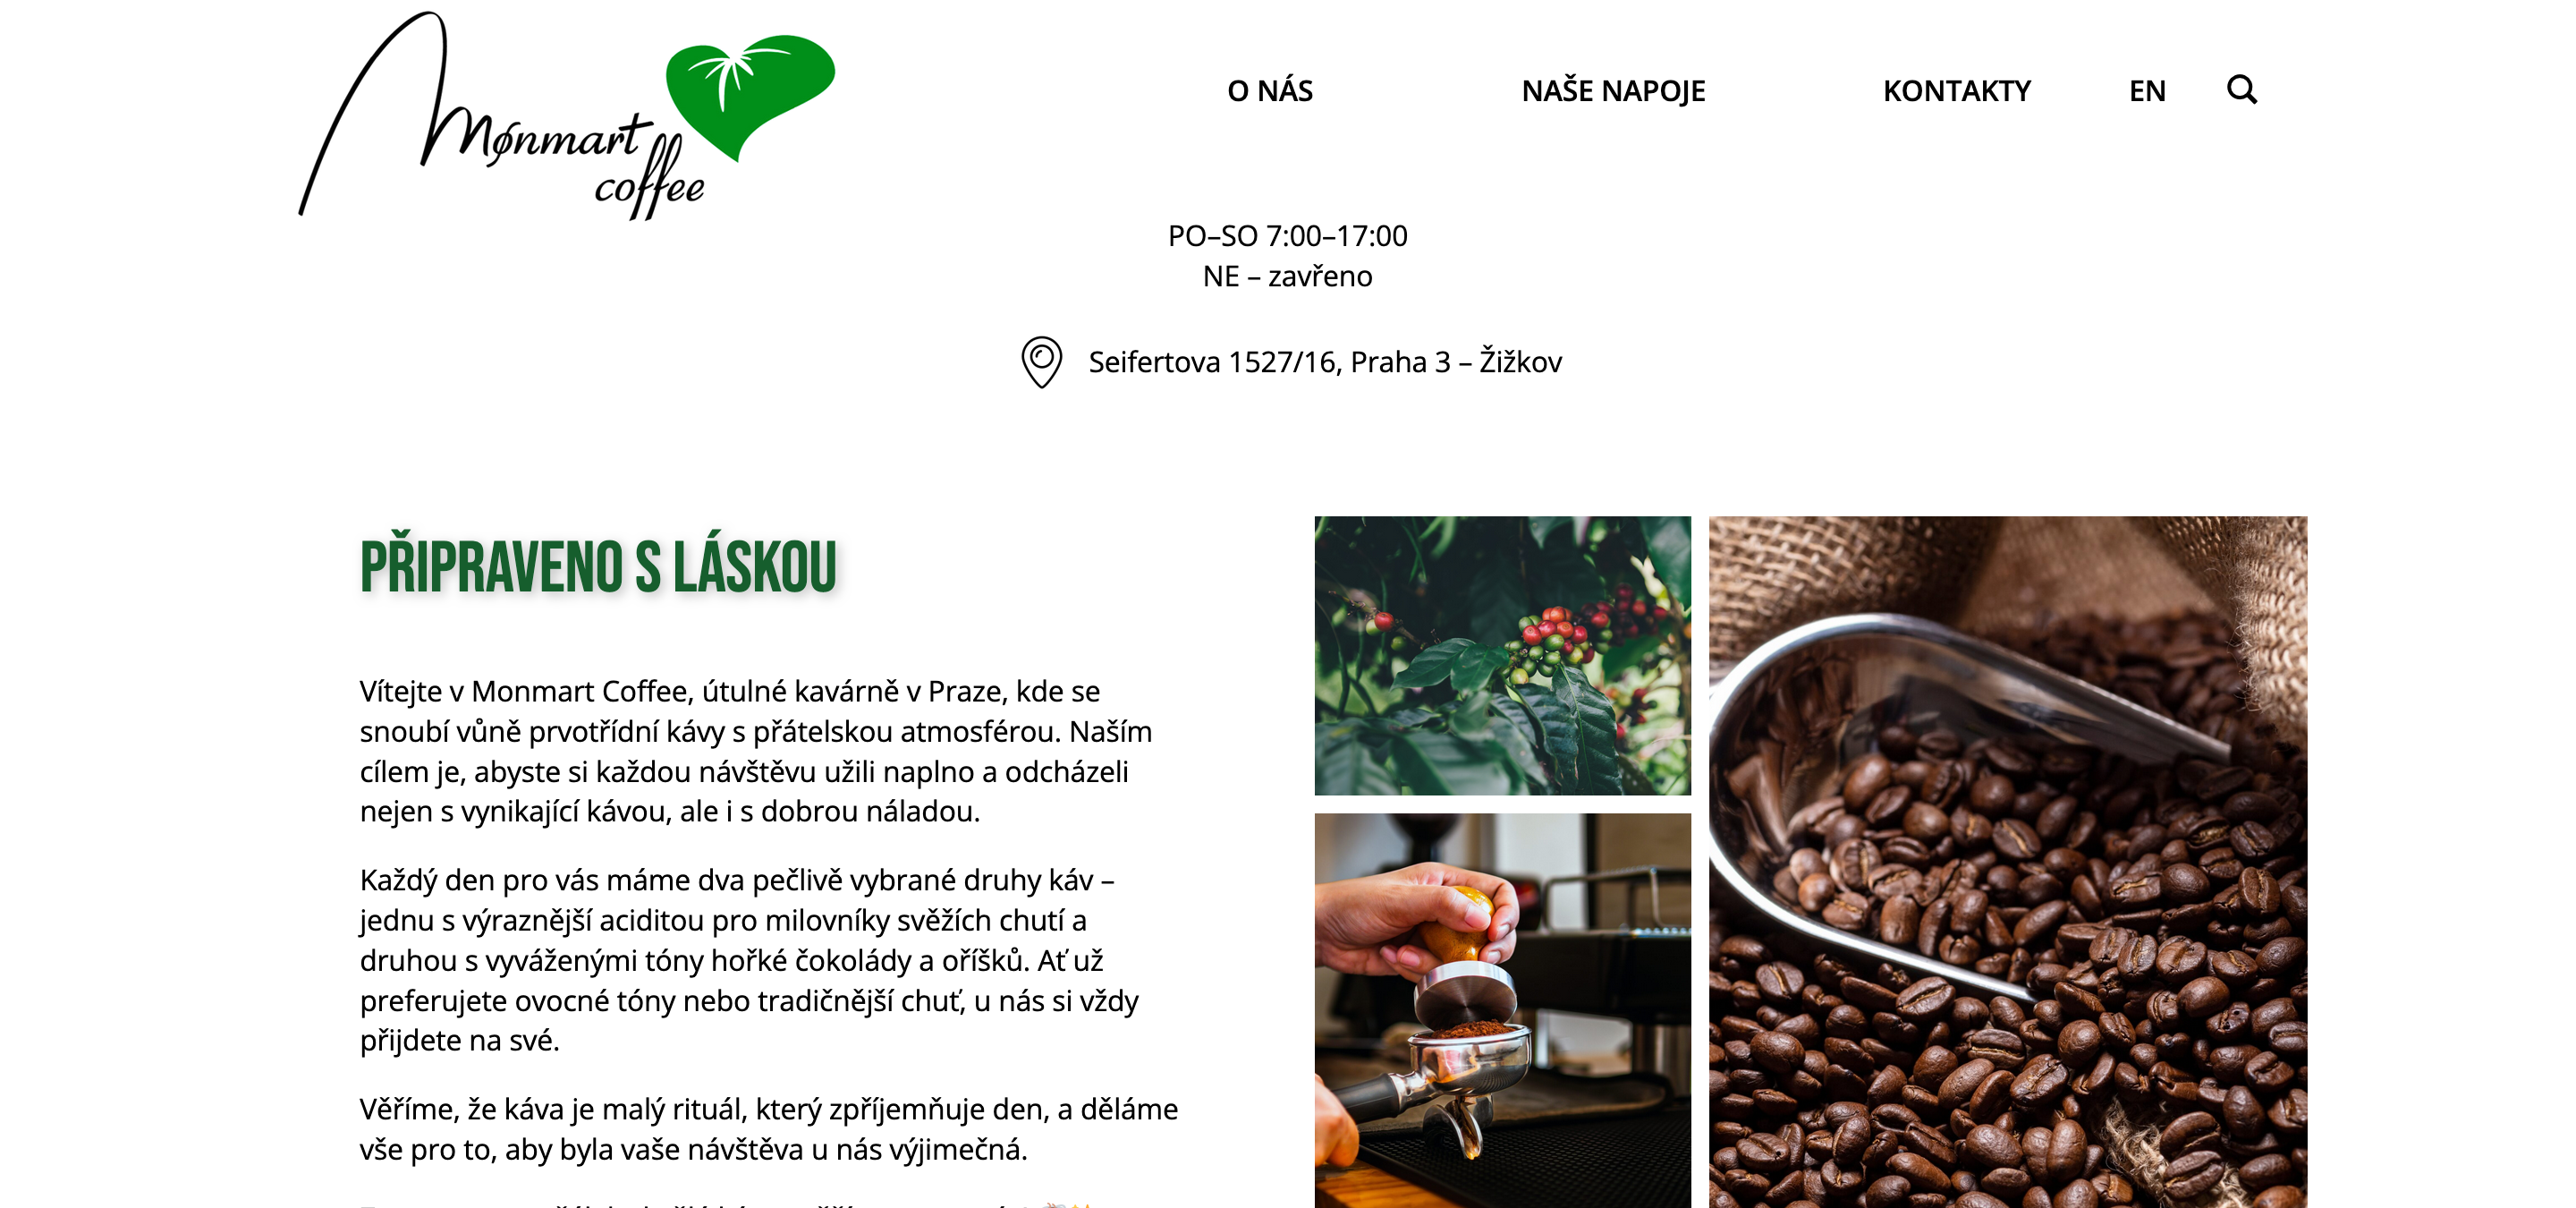 Monmart
coffee
O NÁS
NAŠE NAPOJE
KONTAKTY
EN
PO–SO 7:00–17:00
NE – zavřeno
Seifertova 1527/16, Praha 3 – Žižkov
PŘIPRAVENO S LÁSKOU
Vítejte v Monmart Coffee, útulné kavárně v Praze, kde se
snoubí vůně prvotřídní kávy s přátelskou atmosférou. Naším
cílem je, abyste si každou návštěvu užili naplno a odcházeli
nejen s vynikající kávou, ale i s dobrou náladou.
Každý den pro vás máme dva pečlivě vybrané druhy káv –
jednu s výraznější aciditou pro milovníky svěžích chutí a
druhou s vyváženými tóny hořké čokolády a oříšků. Ať už
preferujete ovocné tóny nebo tradičnější chuť, u nás si vždy
přijdete na své.
Věříme, že káva je malý rituál, který zpříjemňuje den, a děláme
vše pro to, aby byla vaše návštěva u nás výjimečná.